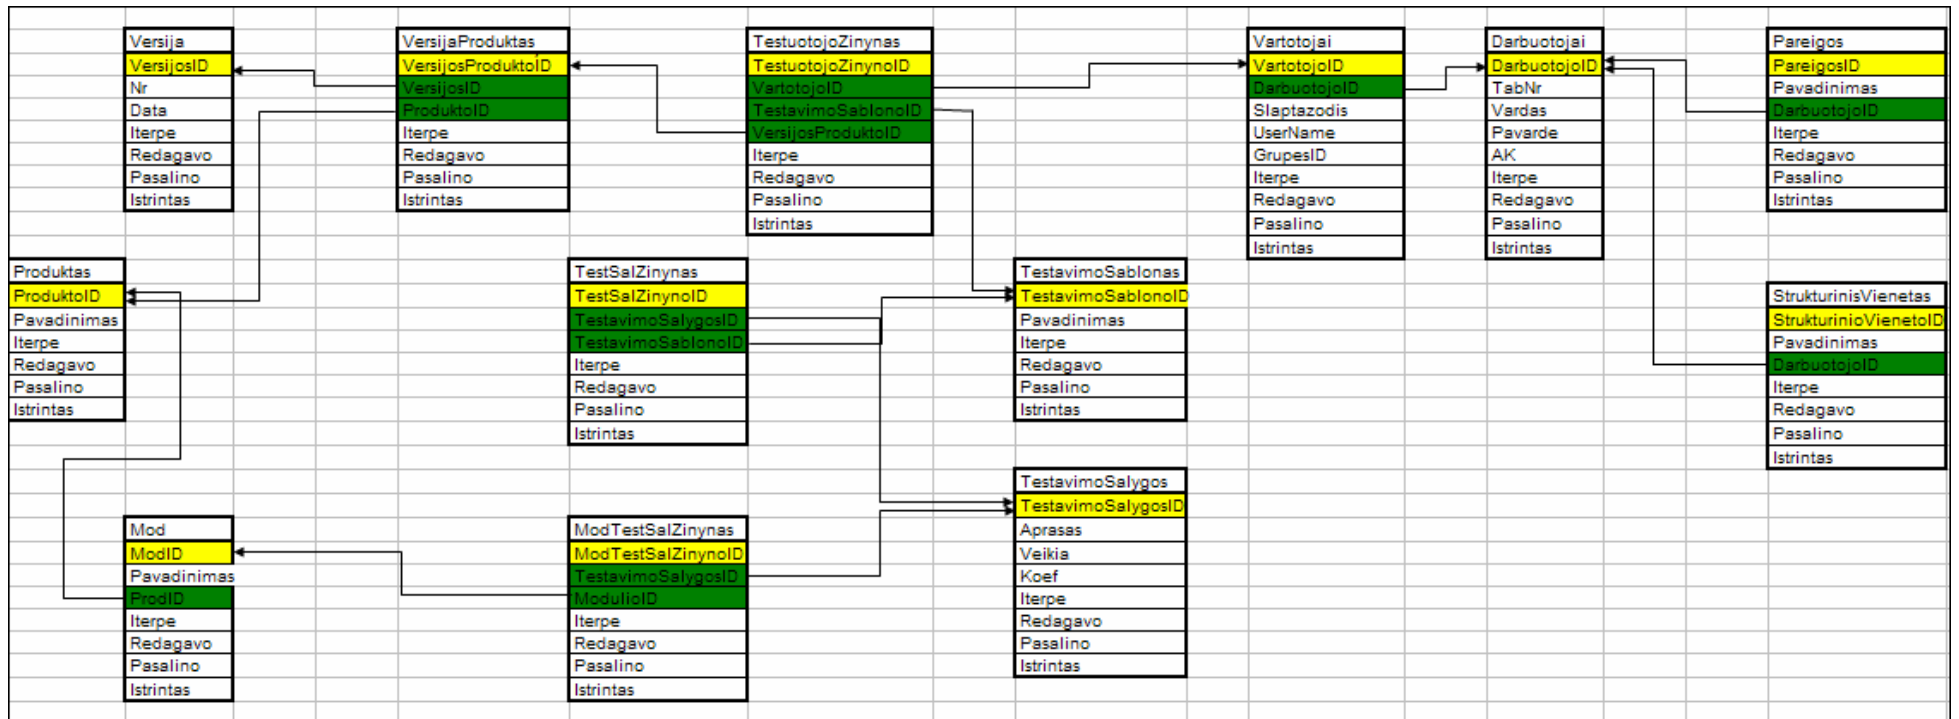 Versija
VersijosID
Nr
Data
Iterpe
Redagavo
Pasalino
Istrintas
VersijaProduktas
VersijosProduktoID
VersijosID
ProduktoID
Iterpe
Redagavo
Pasalino
Istrintas
TestuotojoZinynas
TestuotojoZinynoID
VartotojoID
TestavimoSablonoID
VersijosProduktoID
Iterpe
Redagavo
Pasalino
Istrintas
Vartotojai
VartotojoID
DarbuotojoID
Slaptazodis
UserName
GrupesID
Iterpe
Redagavo
Pasalino
Istrintas
Darbuotojai
DarbuotojoID
TabNr
Vardas
Pavarde
AK
Iterpe
Redagavo
Pasalino
Istrintas
Pareigos
PareigosID
Pavadinimas
DarbuotojoID
Iterpe
Redagavo
Pasalino
Istrintas
Produktas
ProduktoID
Pavadinimas
Iterpe
Redagavo
Pasalino
Istrintas
TestSalZinynas
TestSalZinynoID
TestavimoSalygosID
TestavimoSablonoID
Iterpe
Redagavo
Pasalino
Istrintas
TestavimoSablonas
TestavimoSablonoID
Pavadinimas
Iterpe
Redagavo
Pasalino
Istrintas
StrukturinisVienetas
StrukturinioVienetoID
Pavadinimas
DarbuotojoID
Iterpe
Redagavo
Pasalino
Istrintas
Mod
ModID
Pavadinimas
ProdID
Iterpe
Redagavo
Pasalino
Istrintas
ModTestSalZinynas
ModTestSalZinynoID
TestavimoSalygosID
ModulioID
Iterpe
Redagavo
Pasalino
Istrintas
TestavimoSalygos
TestavimoSalygosID
Aprasas
Veikia
Koef
Iterpe
Redagavo
Pasalino
Istrintas